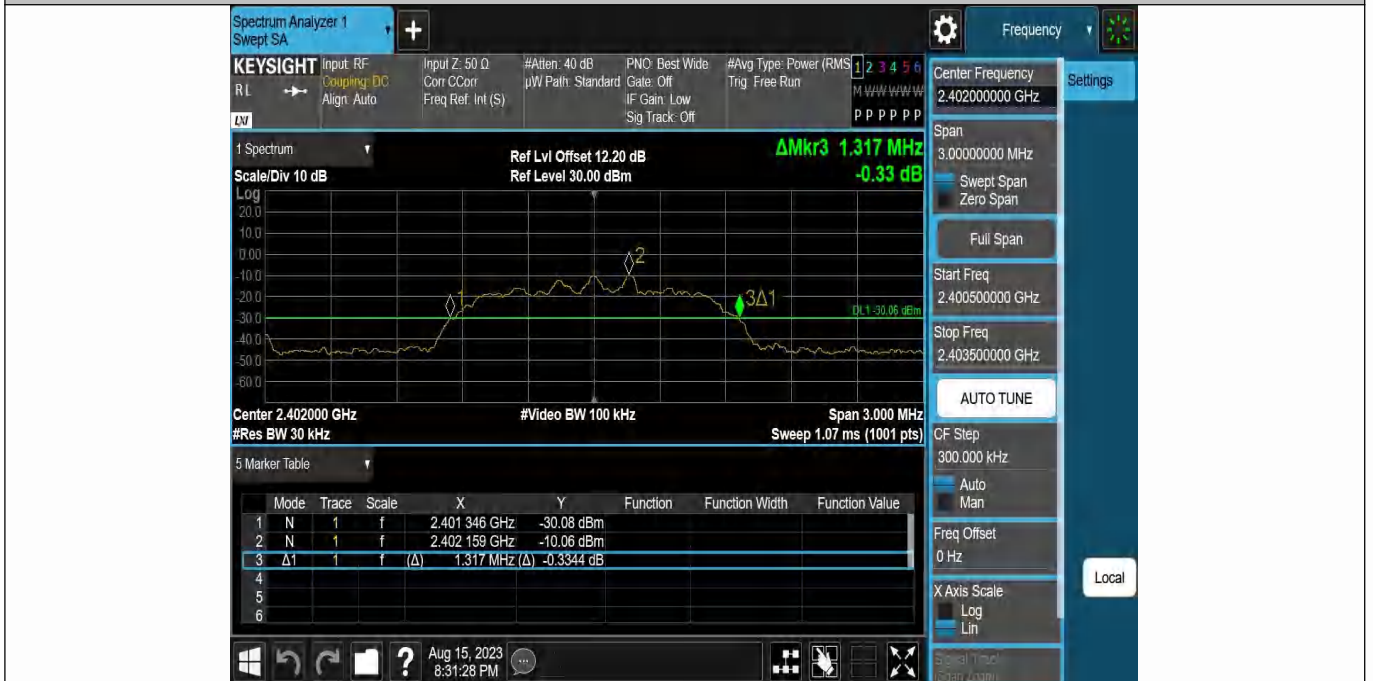 Spectrum Analyzer 1
Swept SA
+
Frequency
KEYSIGHT
RL
LXI
Input: RF
Coupling: DC
Align: Auto
Input Z: 50 Ω
Corr CCorr
Freq Ref: Int (S)
#Atten: 40 dB
µW Path: Standard
PNO: Best Wide
Gate: Off
IF Gain: Low
Sig Track: Off
#Avg Type: Power (RMS
Trig: Free Run
1 2 3 4 5 6
M W W W W W
P P P P P P
1 Spectrum
Scale/Div 10 dB
Ref Lvl Offset 12.20 dB
Ref Level 30.00 dBm
ΔMkr3 1.317 MHz
-0.33 dB
Log
20.0
10.0
0.00
-10.0
-20.0
-30.0
-40.0
-50.0
-60.0
1
2
3Δ1
DL1 -30.06 dBm
Center 2.402000 GHz
#Video BW 100 kHz
Span 3.000 MHz
#Res BW 30 kHz
Sweep 1.07 ms (1001 pts)
5 Marker Table
Mode Trace Scale X Y Function Function Width Function Value
1 N 1 f 2.401 346 GHz -30.08 dBm
2 N 1 f 2.402 159 GHz -10.06 dBm
3 Δ1 1 f (Δ) 1.317 MHz (Δ) -0.3344 dB
4
5
6
Aug 15, 2023
8:31:28 PM
?
Center Frequency
2.402000000 GHz
Settings
Span
3.00000000 MHz
Swept Span
Zero Span
Full Span
Start Freq
2.400500000 GHz
Stop Freq
2.403500000 GHz
AUTO TUNE
CF Step
300.000 kHz
Auto
Man
Freq Offset
0 Hz
X Axis Scale
Log
Lin
Signal Track
(Span Zoom)
Local